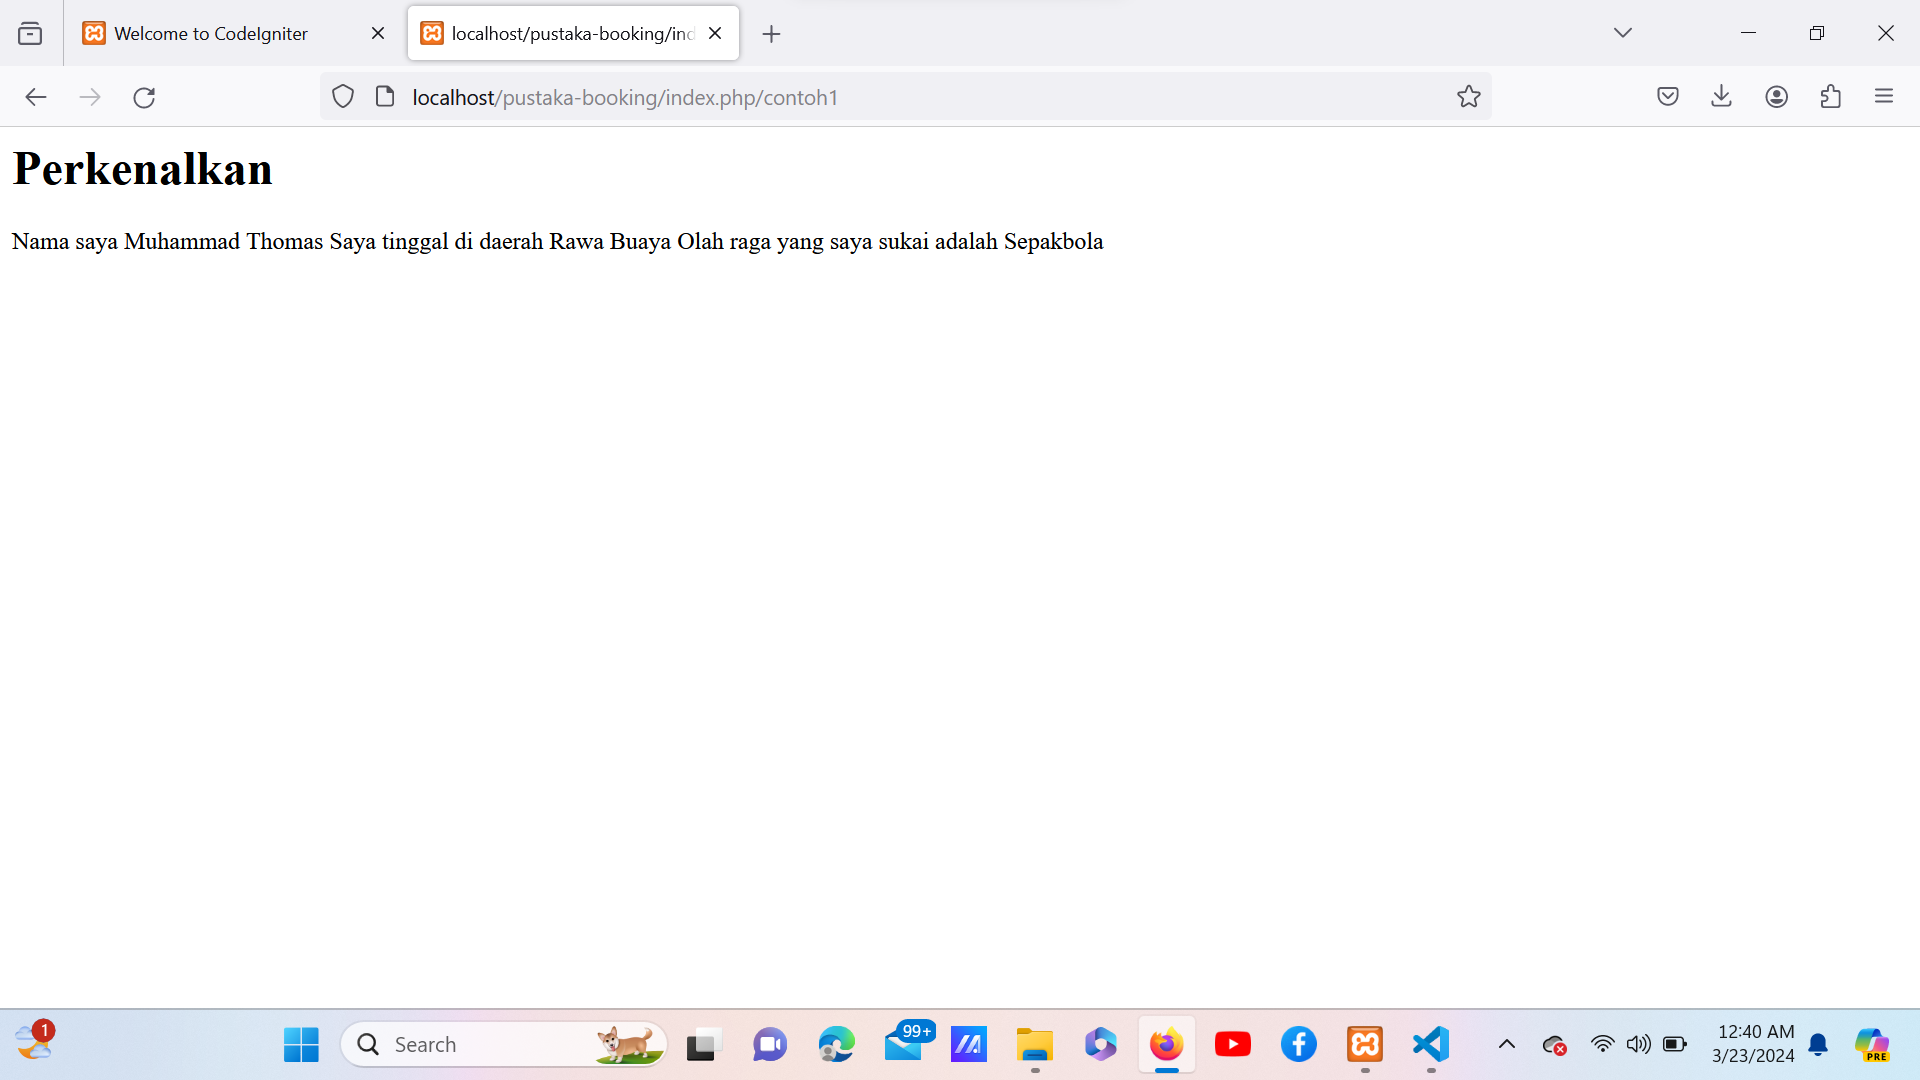 Welcome to CodeIgniter
localhost/pustaka-booking/ind
localhost/pustaka-booking/index.php/contoh1
Perkenalkan
Nama saya Muhammad Thomas Saya tinggal di daerah Rawa Buaya Olah raga yang saya sukai adalah Sepakbola
1
Search
99+
12:40 AM
3/23/2024
PRE